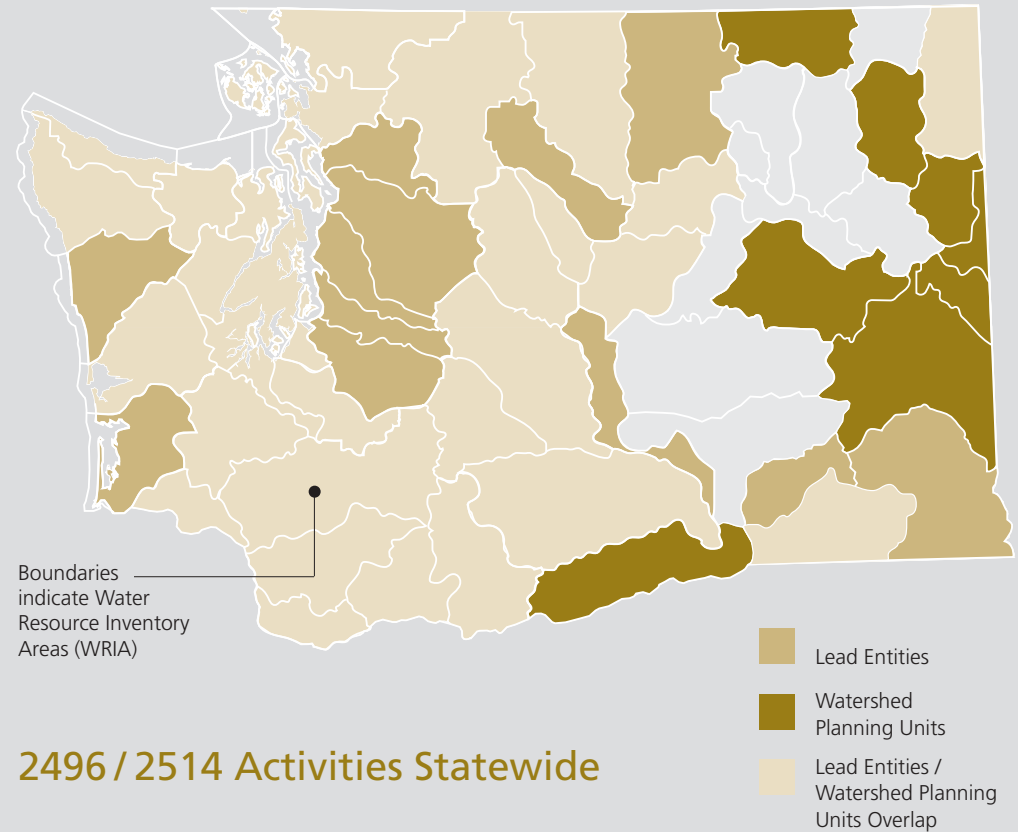 Boundaries
indicate Water
Resource Inventory
Areas (WRIA)
Lead Entities
Watershed
Planning Units
Lead Entities /
Watershed Planning
Units Overlap
2496 / 2514 Activities Statewide